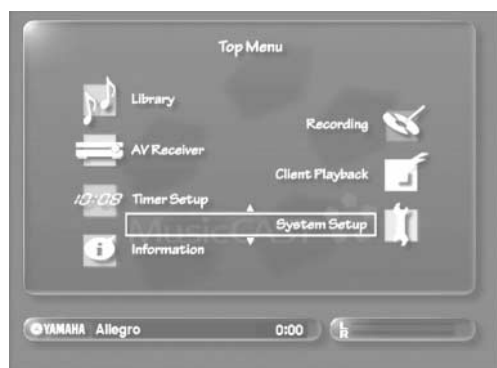 Top Menu
Library
Recording
AV Receiver
Client Playback
10:08 Timer Setup
System Setup
MusicCAST
Information
YAMAHA Allegro 0:00 L
R